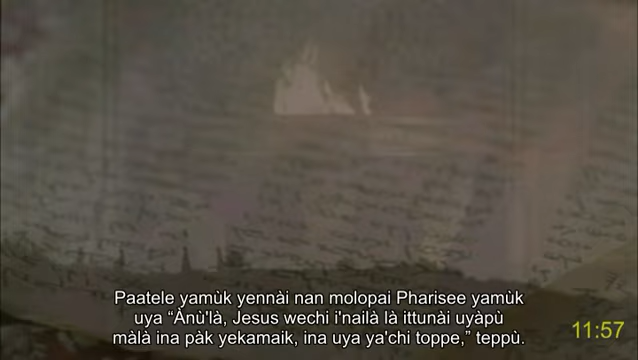 Paatele yamùk yennài nan molopai Pharisee yamùk
uya “Ànù'là, Jesus wechi i'nailà là ittunài uyàpù
màlà ina pàk yekamaik, ina uya ya'chi toppe,” teppù.
11:57